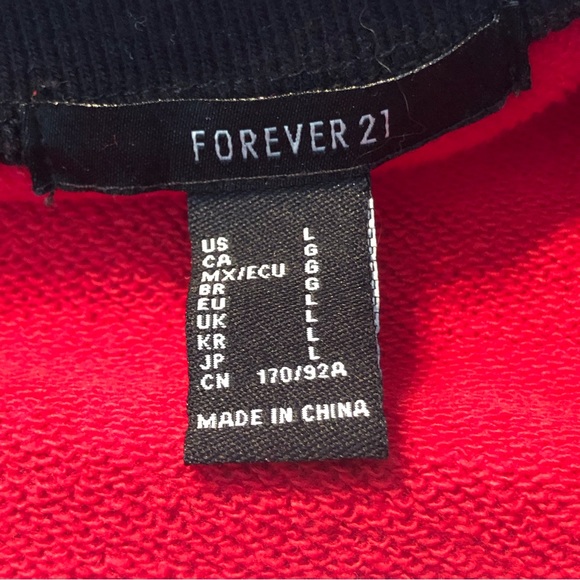 FOREVER 21
US L
CA G
MX/ECU G
BR G
EU L
UK L
KR L
JP L
CN 170/92A
MADE IN CHINA